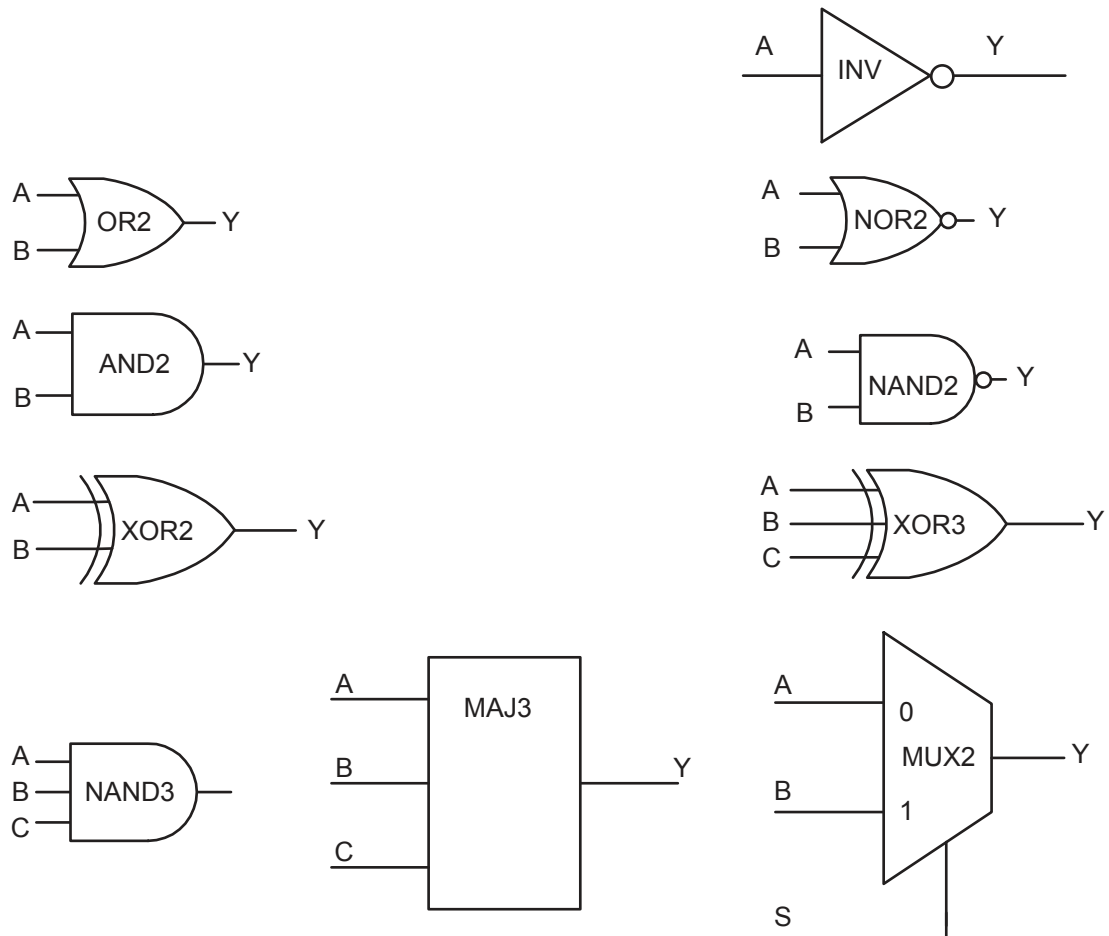 A INV Y
A
B OR2 Y
A
B NOR2 Y
A
B AND2 Y
A
B NAND2 Y
A
B XOR2 Y
A
B XOR3 Y
C
A
B NAND3
C
A MAJ3
B Y
C
A 0
MUX2 Y
B 1
S